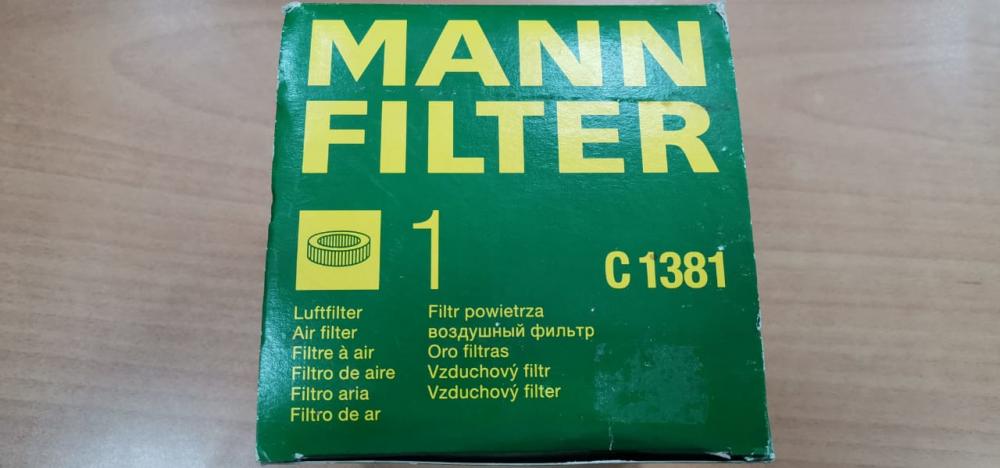 MANN
FILTER
1
C 1381
Luftfilter
Air filter
Filtre à air
Filtro de aire
Filtro aria
Filtro de ar
Filtr powietrza
воздушный фильтр
Oro filtras
Vzduchový filtr
Vzduchový filter